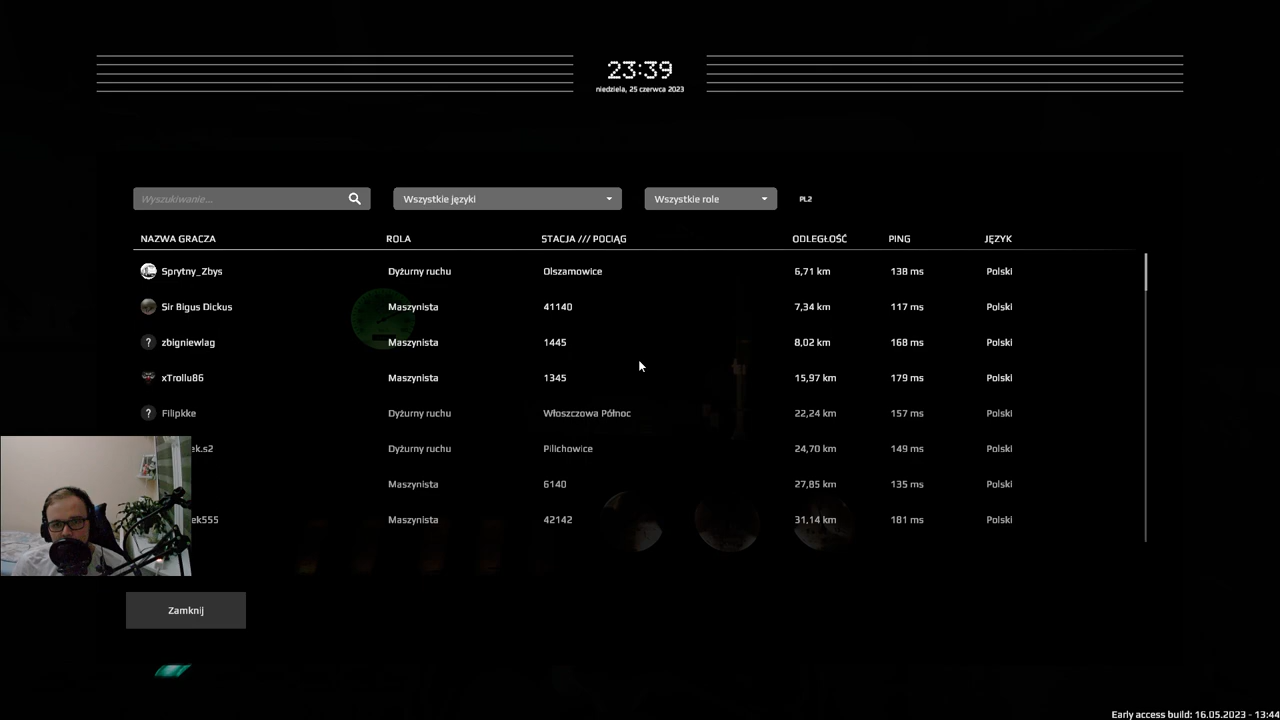 23:39
niedziela, 25 czerwca 2023
Wyszukiwanie...
Wszystkie języki
Wszystkie role
PL2
NAZWA GRACZA ROLA STACJA /// POCIĄG ODLEGŁOŚĆ PING JĘZYK
Sprytny_Zbys Dyżurny ruchu Olszamowice 6,71 km 138 ms Polski
Sir Bigus Dickus Maszynista 41140 7,34 km 117 ms Polski
zbigniewlag Maszynista 1445 8,02 km 168 ms Polski
xTrollu86 Maszynista 1345 15,97 km 179 ms Polski
Filipkke Dyżurny ruchu Włoszczowa Północ 22,24 km 157 ms Polski
ek.s2 Dyżurny ruchu Pilichowice 24,70 km 149 ms Polski
Maszynista 6140 27,85 km 135 ms Polski
ek555 Maszynista 42142 31,14 km 181 ms Polski
Zamknij
Early access build: 16.05.2023 - 13:44